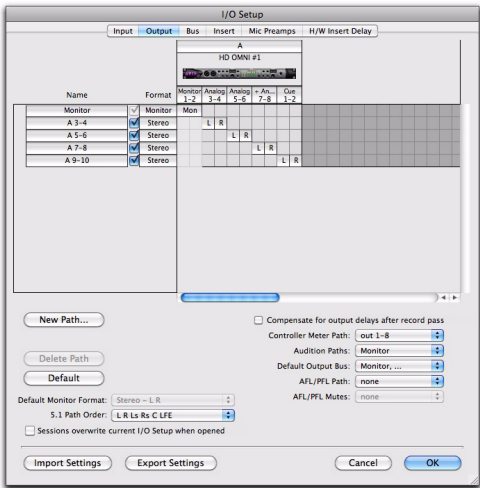 I/O Setup
Input Output Bus Insert Mic Preamps H/W Insert Delay
A
HD OMNI #1
Name Format Monitor 1-2 Analog 3-4 Analog 5-6 + An... 7-8 Cue 1-2
Monitor Monitor Mon
A 3-4 Stereo L R
A 5-6 Stereo L R
A 7-8 Stereo L R
A 9-10 Stereo L R
New Path...
Compensate for output delays after record pass
Controller Meter Path: out 1-8
Audition Paths: Monitor
Delete Path
Default Output Bus: Monitor, ...
Default
AFL/PFL Path: none
Default Monitor Format: Stereo - L R
AFL/PFL Mutes: none
5.1 Path Order: L R Ls Rs C LFE
Sessions overwrite current I/O Setup when opened
Import Settings Export Settings Cancel OK